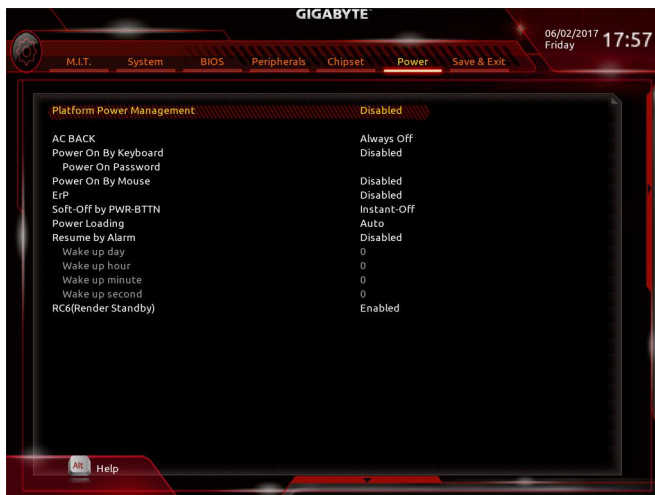 GIGABYTE™
06/02/2017
Friday 17:57
M.I.T. System BIOS Peripherals Chipset Power Save & Exit
Platform Power Management Disabled
AC BACK Always Off
Power On By Keyboard Disabled
Power On Password
Power On By Mouse Disabled
ErP Disabled
Soft-Off by PWR-BTTN Instant-Off
Power Loading Auto
Resume by Alarm Disabled
Wake up day 0
Wake up hour 0
Wake up minute 0
Wake up second 0
RC6(Render Standby) Enabled
Alt Help